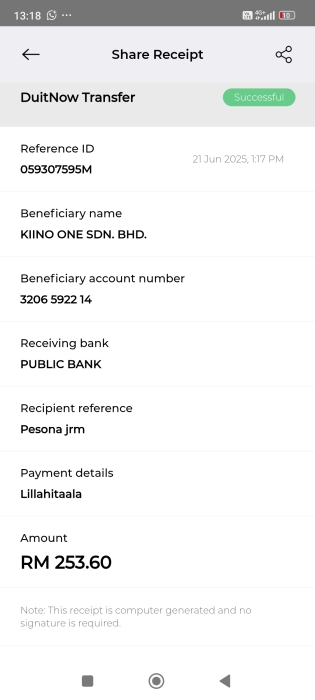 13:18
4G+
10
Share Receipt
DuitNow Transfer
Successful
Reference ID
059307595M
21 Jun 2025, 1:17 PM
Beneficiary name
KIINO ONE SDN. BHD.
Beneficiary account number
3206 5922 14
Receiving bank
PUBLIC BANK
Recipient reference
Pesona jrm
Payment details
Lillahitaala
Amount
RM 253.60
Note: This receipt is computer generated and no
signature is required.